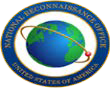 NATIONAL RECONNAISSANCE OFFICE
UNITED STATES OF AMERICA